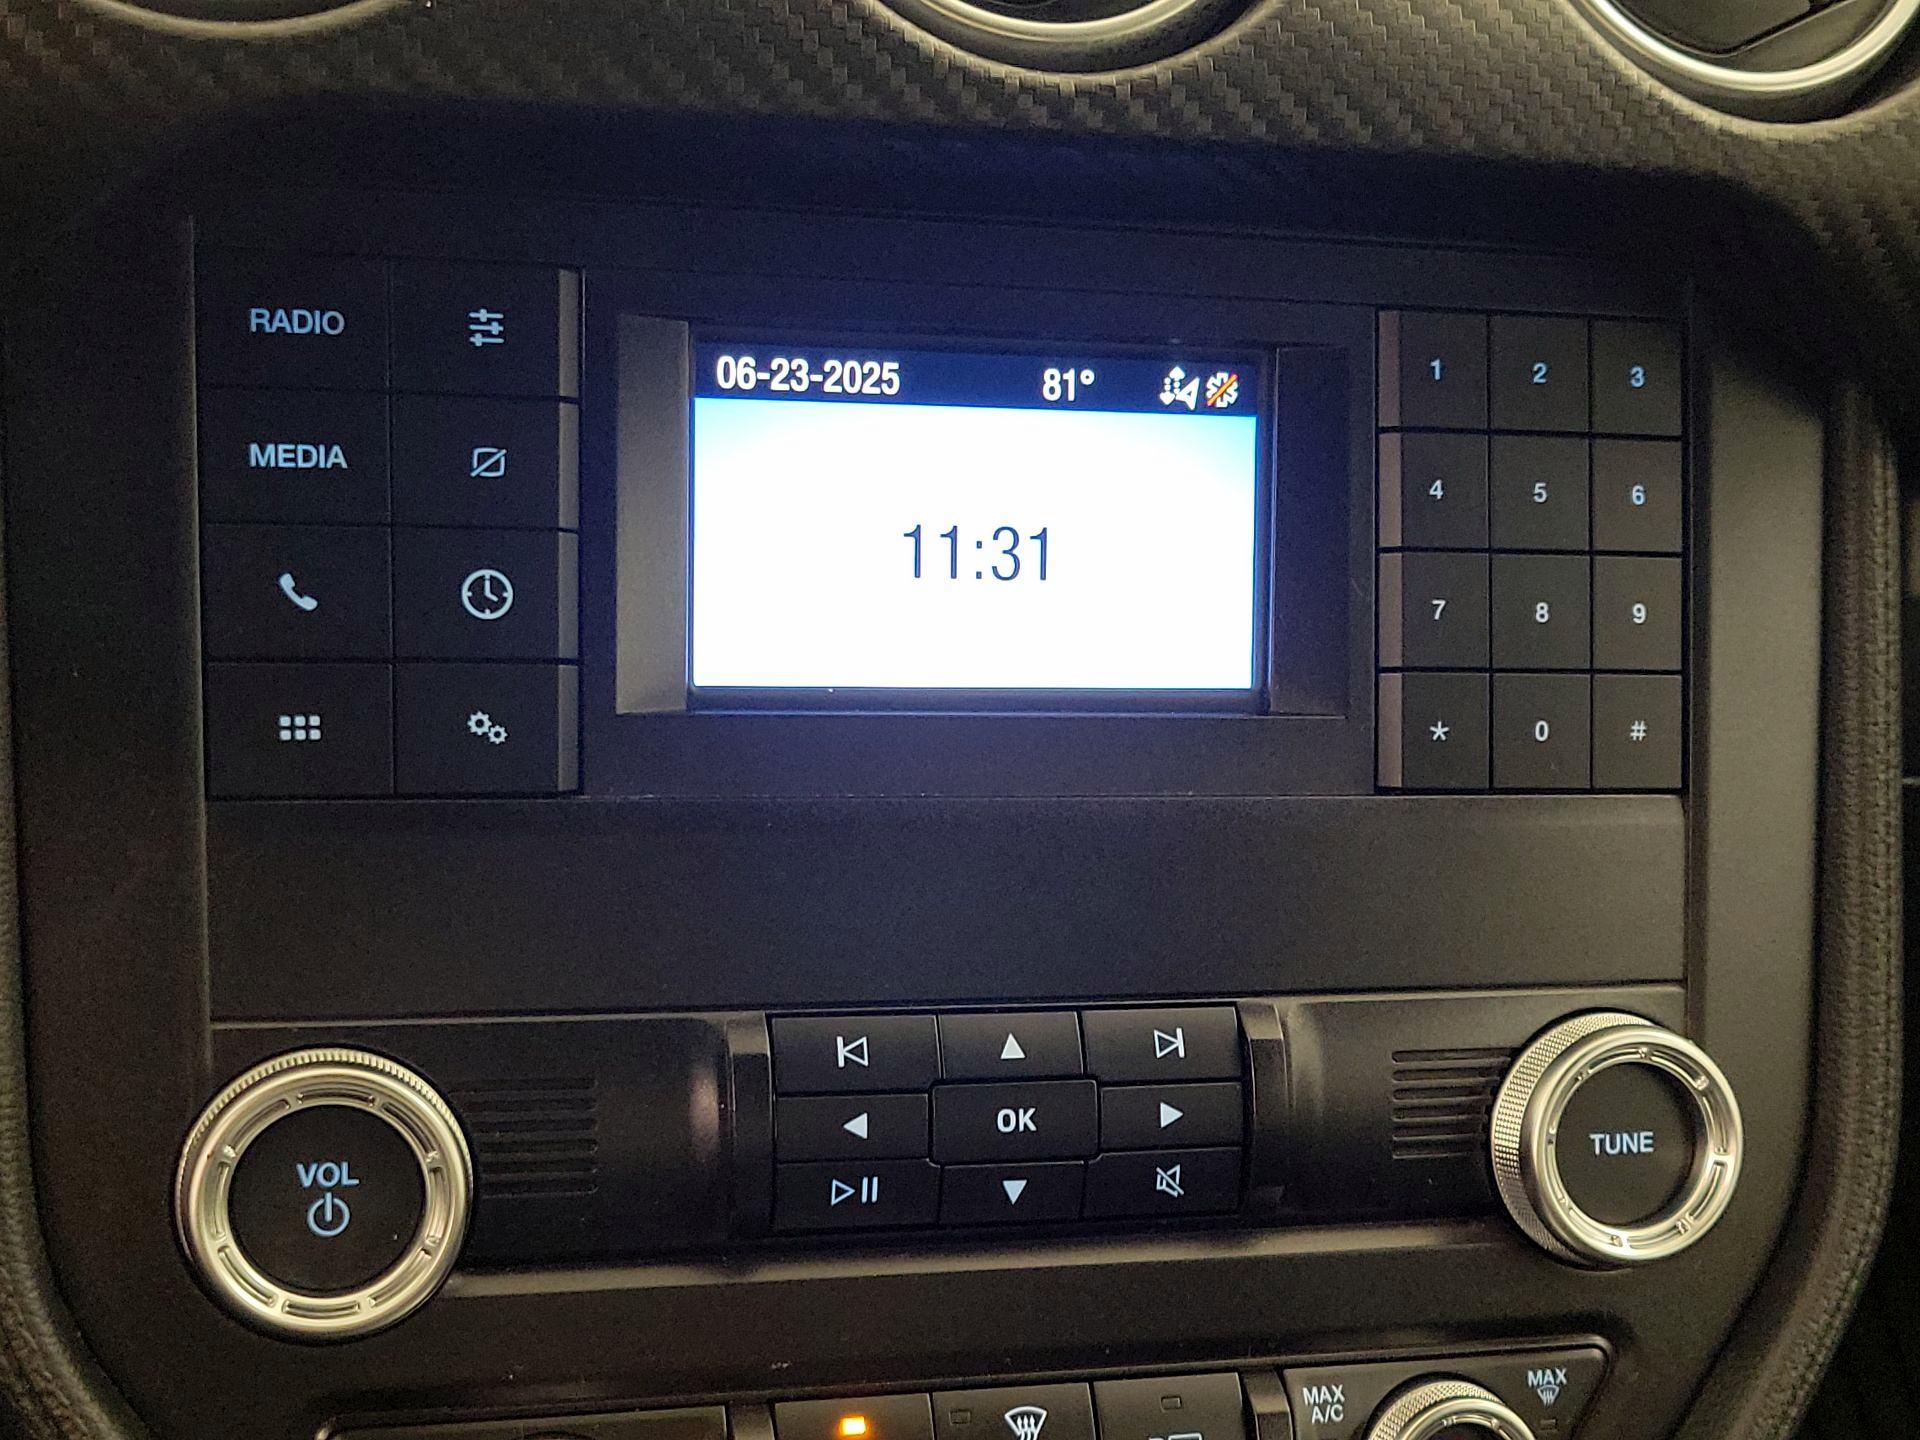 RADIO
MEDIA
06-23-2025 81°
11:31
1 2 3
4 5 6
7 8 9
* 0 #
VOL
OK
TUNE
MAX A/C
MAX